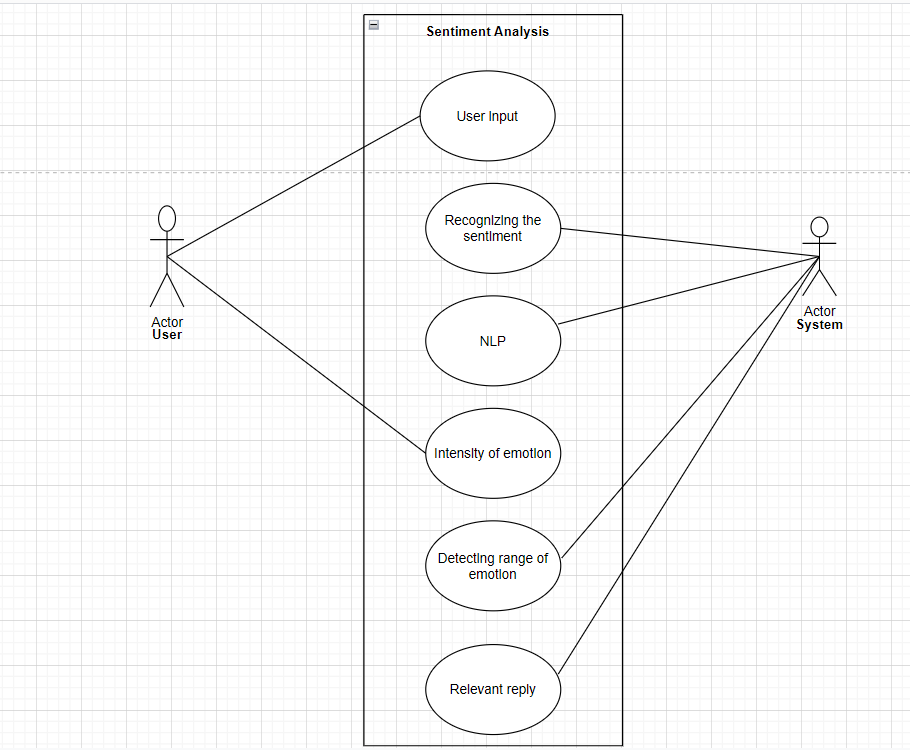 Sentiment Analysis
User Input
Recognizing the
sentiment
NLP
Intensity of emotion
Detecting range of
emotion
Relevant reply
Actor
User
Actor
System